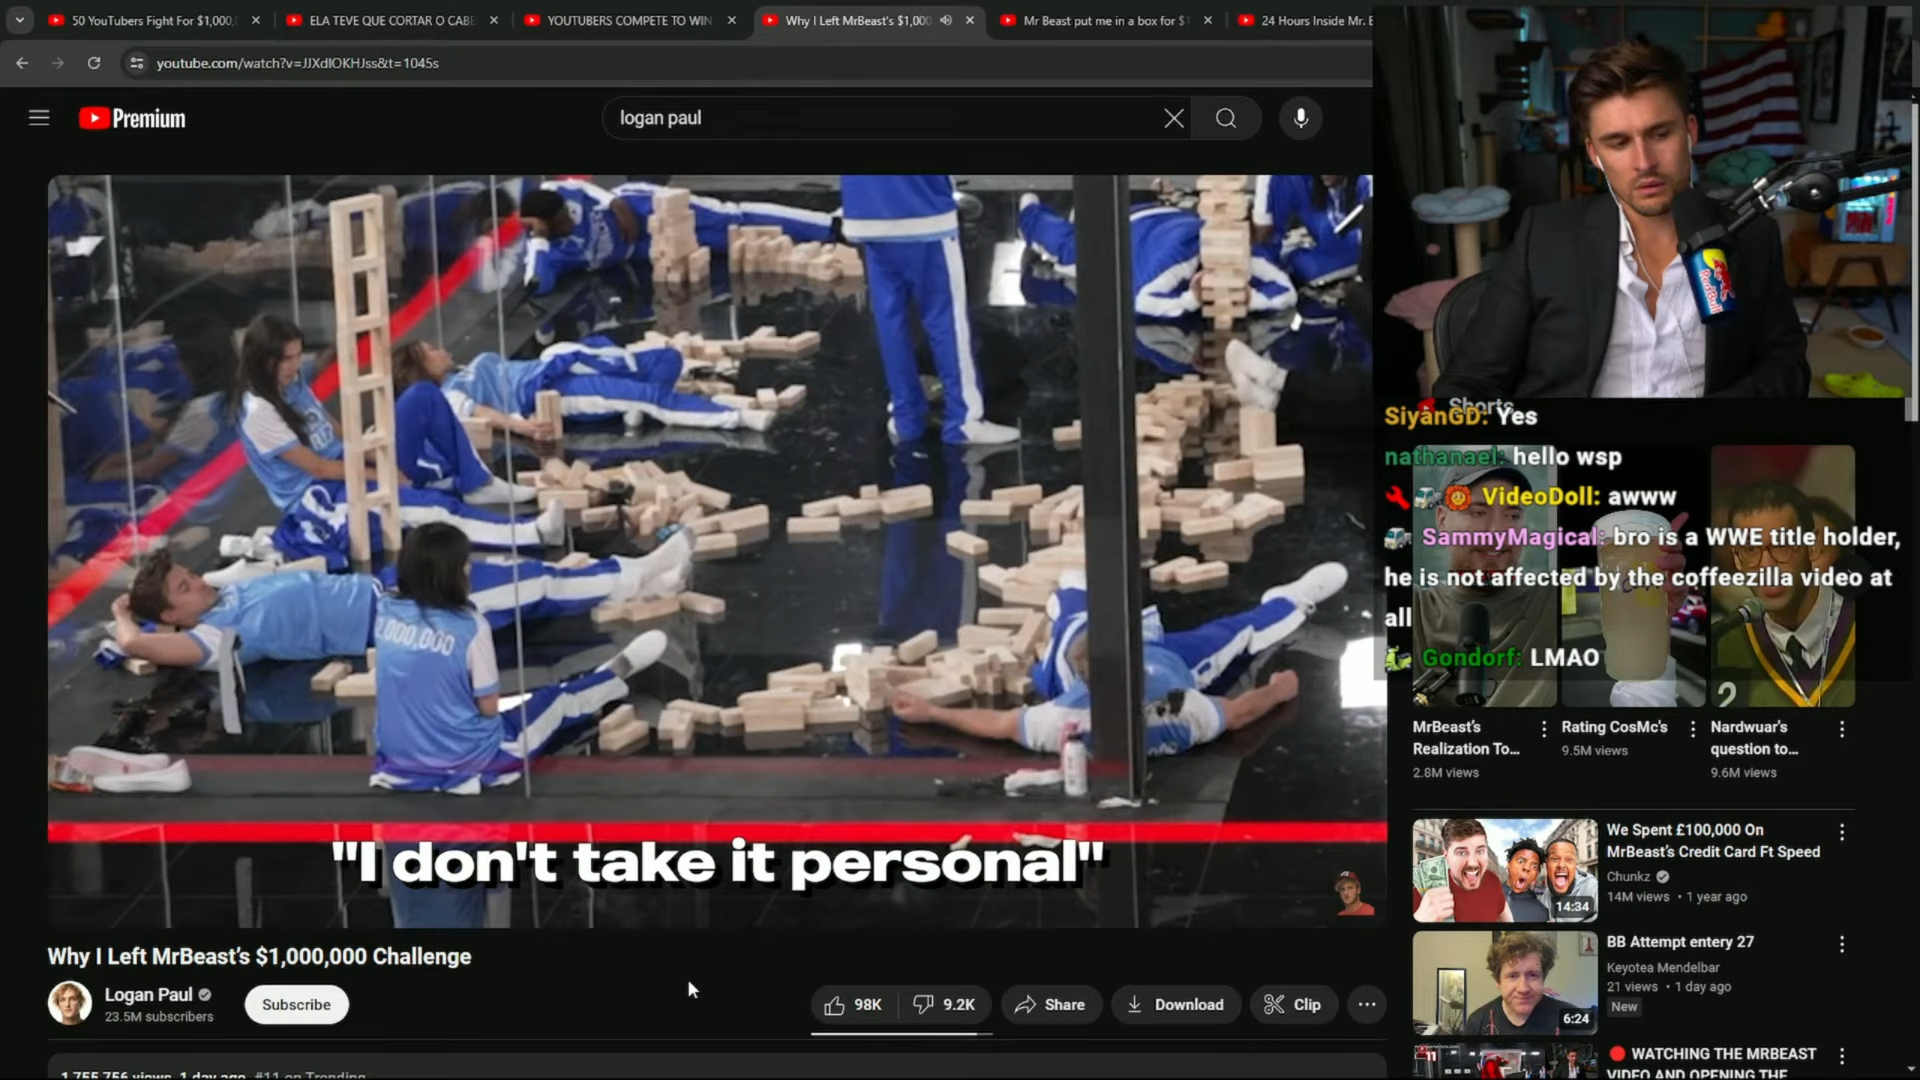 50 YouTubers Fight For $1,000,
ELA TEVE QUE CORTAR O CABE
YOUTUBERS COMPETE TO WIN
Why I Left MrBeast's $1,000
Mr Beast put me in a box for $1
24 Hours Inside Mr. B
youtube.com/watch?v=JJXdIOKHJss&t=1045s
Premium
logan paul
Red Bull
Shorts
SiyanGD: Yes
nathanael: hello wsp
VideoDoll: awww
SammyMagical: bro is a WWE title holder,
he is not affected by the coffeezilla video at
all
Gondorf: LMAO
2,000,000
2
MrBeast's
Realization To...
2.8M views
Rating CosMc's
9.5M views
Nardwuar's
question to...
9.6M views
"I don't take it personal"
14:34
We Spent £100,000 On
MrBeast's Credit Card Ft Speed
Chunkz
14M views • 1 year ago
6:24
BB Attempt entery 27
Keyotea Mendelbar
21 views • 1 day ago
New
WATCHING THE MRBEAST
VIDEO AND OPENING THE
Why I Left MrBeast's $1,000,000 Challenge
Logan Paul
23.5M subscribers
Subscribe
98K
9.2K
Share
Download
Clip
1,755,756 views 1 day ago #11 on Trending